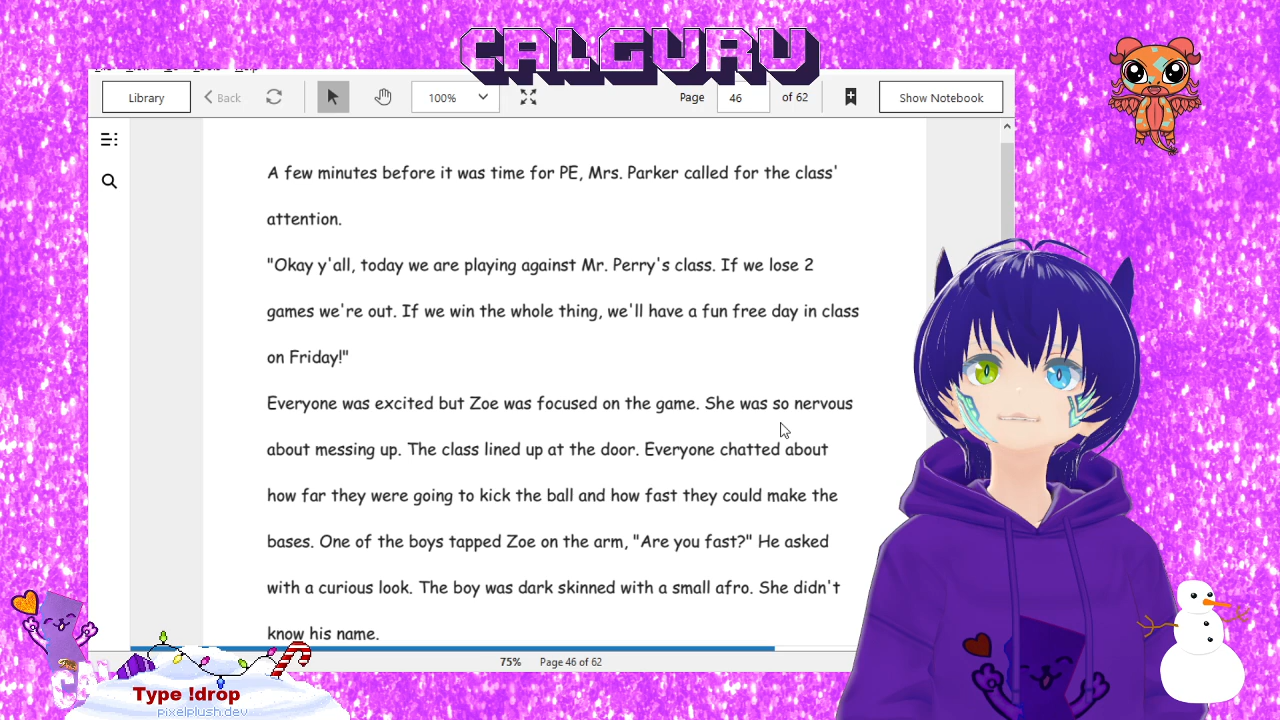 CALGURU
Library
Back
100%
Page
46
of 62
Show Notebook
A few minutes before it was time for PE, Mrs. Parker called for the class'
attention.
"Okay y'all, today we are playing against Mr. Perry's class. If we lose 2
games we're out. If we win the whole thing, we'll have a fun free day in class
on Friday!"
Everyone was excited but Zoe was focused on the game. She was so nervous
about messing up. The class lined up at the door. Everyone chatted about
how far they were going to kick the ball and how fast they could make the
bases. One of the boys tapped Zoe on the arm, "Are you fast?" He asked
with a curious look. The boy was dark skinned with a small afro. She didn't
know his name.
75%
Page 46 of 62
Type !drop
pixelplush.dev